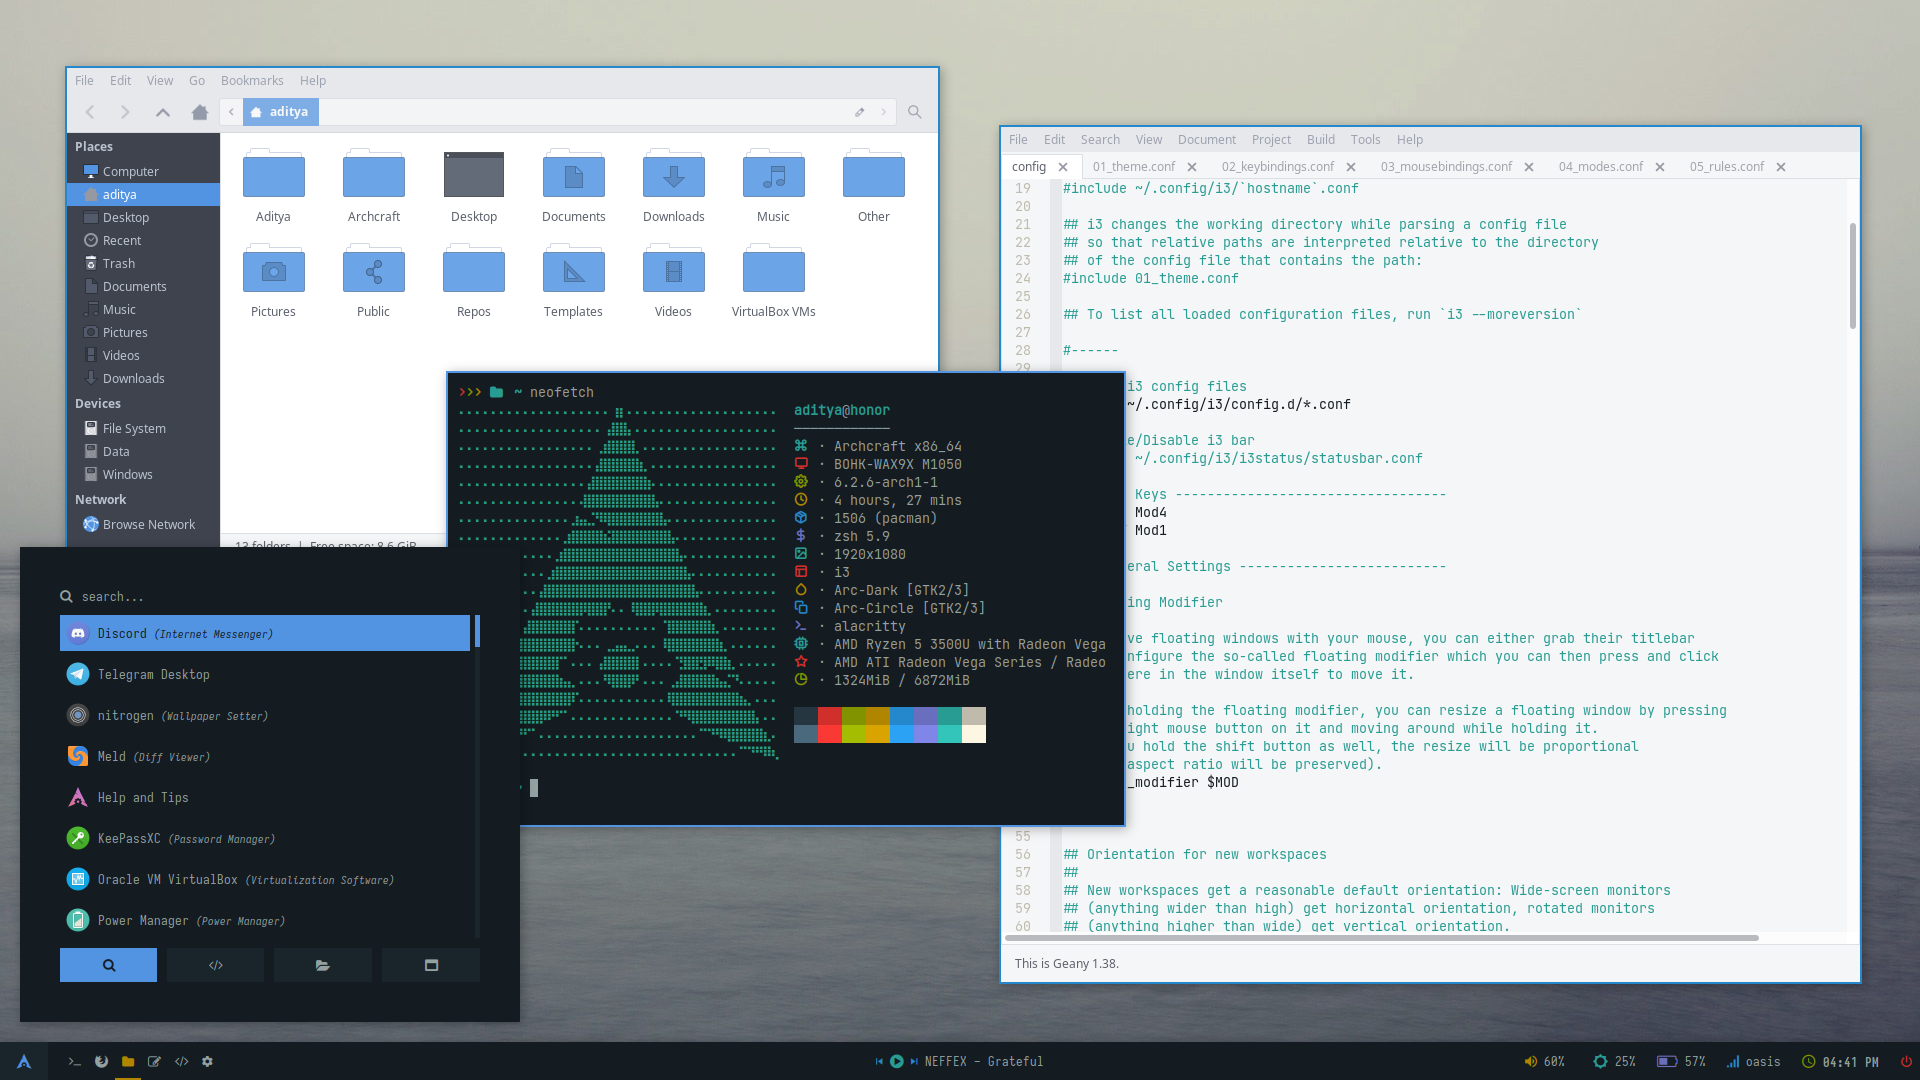 File Edit View Go Bookmarks Help
aditya
Places
Computer
aditya
Desktop
Recent
Trash
Documents
Music
Pictures
Videos
Downloads
Devices
File System
Data
Windows
Network
Browse Network
Aditya Archcraft Desktop Documents Downloads Music Other
Pictures Public Repos Templates Videos VirtualBox VMs
13 folders | Free space: 8.6 GiB
File Edit Search View Document Project Build Tools Help
config 01_theme.conf 02_keybindings.conf 03_mousebindings.conf 04_modes.conf 05_rules.conf
19 #include ~/.config/i3/`hostname`.conf
20
21 ## i3 changes the working directory while parsing a config file
22 ## so that relative paths are interpreted relative to the directory
23 ## of the config file that contains the path:
24 #include 01_theme.conf
25
26 ## To list all loaded configuration files, run `i3 --moreversion`
27
28 #------
29
i3 config files
~/.config/i3/config.d/*.conf
e/Disable i3 bar
~/.config/i3/i3status/statusbar.conf
Keys ----------------------------------
Mod4
Mod1
eral Settings --------------------------
ing Modifier
ve floating windows with your mouse, you can either grab their titlebar
nfigure the so-called floating modifier which you can then press and click
ere in the window itself to move it.
holding the floating modifier, you can resize a floating window by pressing
ight mouse button on it and moving around while holding it.
u hold the shift button as well, the resize will be proportional
aspect ratio will be preserved).
_modifier $MOD
55
56 ## Orientation for new workspaces
57 ##
58 ## New workspaces get a reasonable default orientation: Wide-screen monitors
59 ## (anything wider than high) get horizontal orientation, rotated monitors
60 ## (anything higher than wide) get vertical orientation.
This is Geany 1.38.
>>> ~ neofetch
aditya@honor
· Archcraft x86_64
· BOHK-WAX9X M1050
· 6.2.6-arch1-1
· 4 hours, 27 mins
· 1506 (pacman)
· zsh 5.9
· 1920x1080
· i3
· Arc-Dark [GTK2/3]
· Arc-Circle [GTK2/3]
· alacritty
· AMD Ryzen 5 3500U with Radeon Vega
· AMD ATI Radeon Vega Series / Radeo
· 1324MiB / 6872MiB
search...
Discord (Internet Messenger)
Telegram Desktop
nitrogen (Wallpaper Setter)
Meld (Diff Viewer)
Help and Tips
KeePassXC (Password Manager)
Oracle VM VirtualBox (Virtualization Software)
Power Manager (Power Manager)
NEFFEX - Grateful
60% 25% 57% oasis 04:41 PM